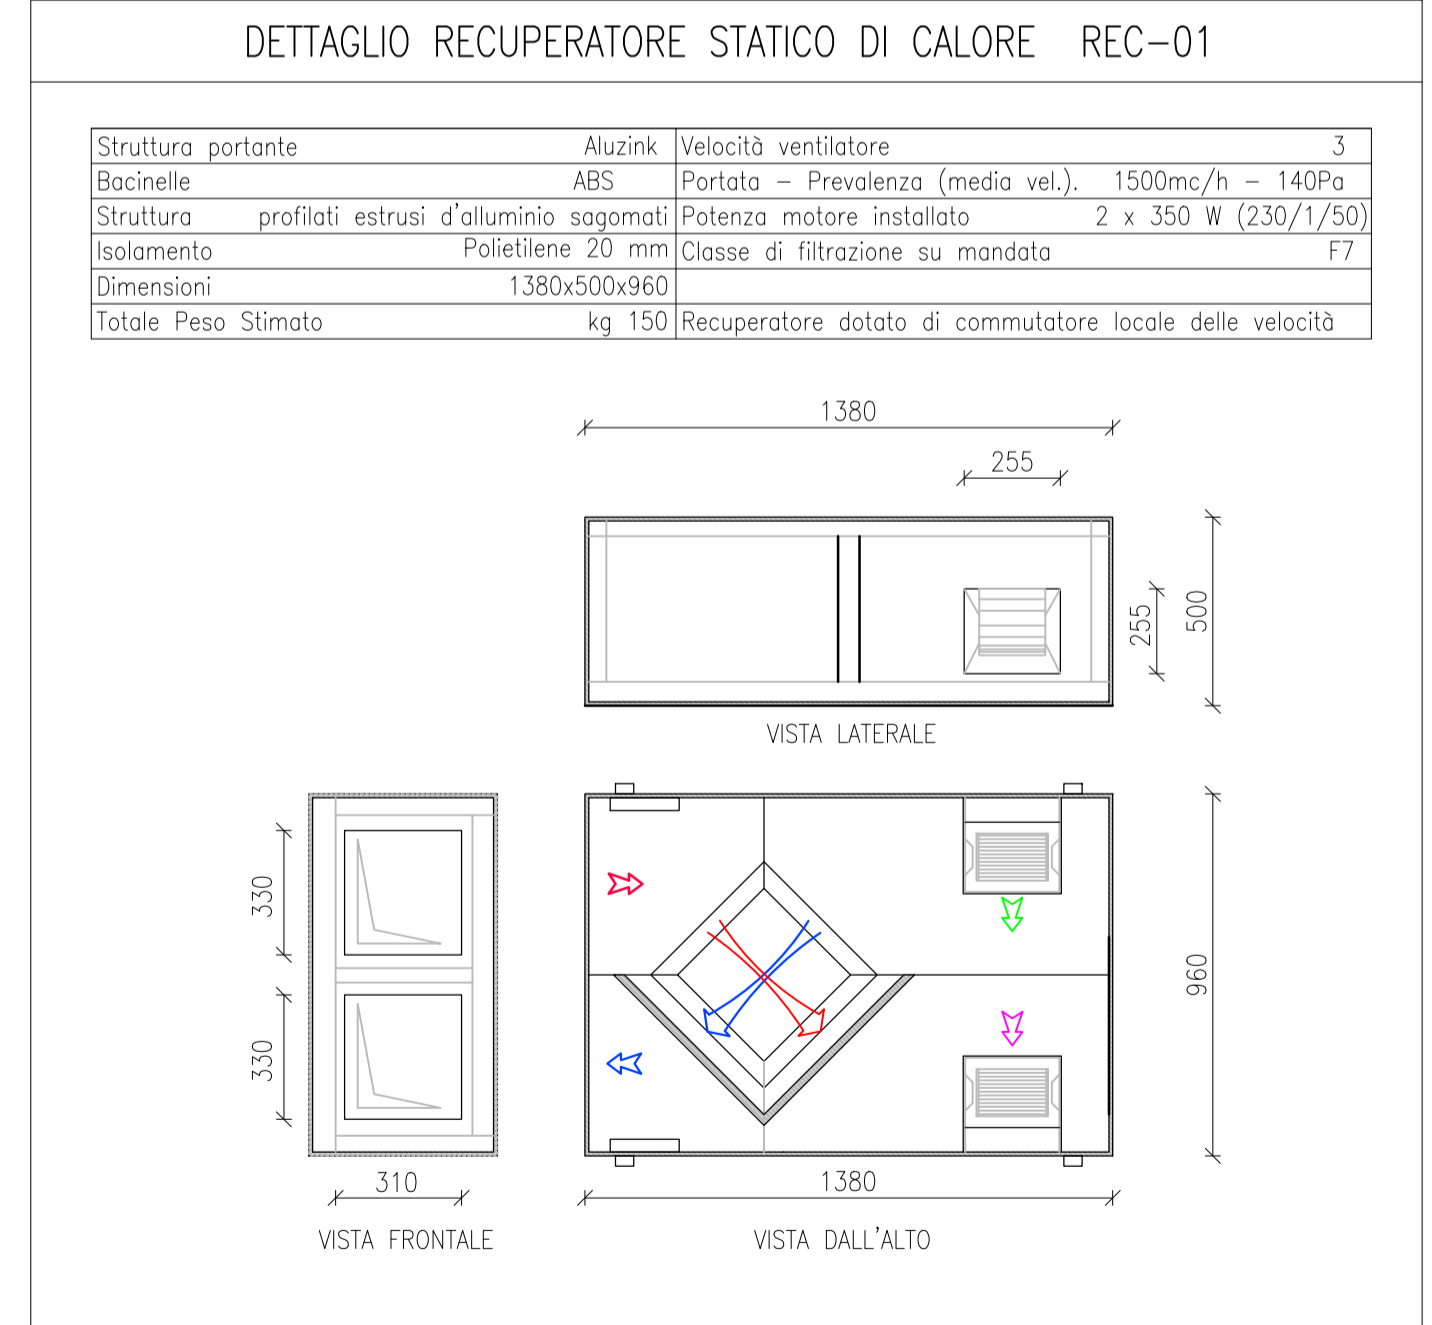 DETTAGLIO RECUPERATORE STATICO DI CALORE REC-01
Struttura portante Aluzink Velocità ventilatore 3
Bacinelle ABS Portata - Prevalenza (media vel.). 1500mc/h - 140Pa
Struttura profilati estrusi d'alluminio sagomati Potenza motore installato 2 x 350 W (230/1/50)
Isolamento Polietilene 20 mm Classe di filtrazione su mandata F7
Dimensioni 1380x500x960
Totale Peso Stimato kg 150 Recuperatore dotato di commutatore locale delle velocità
1380
255
255
500
VISTA LATERALE
330
330
310
VISTA FRONTALE
960
1380
VISTA DALL'ALTO